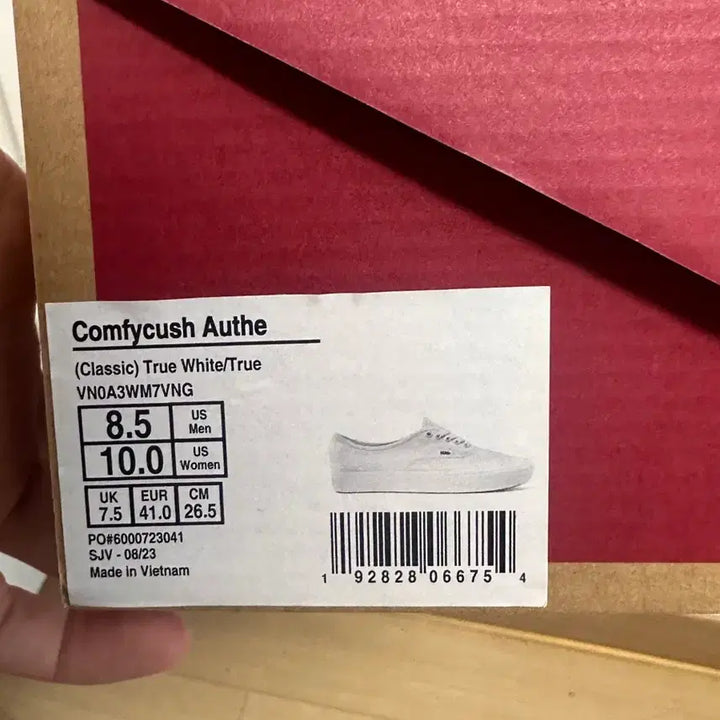 Comfycush Authe
(Classic) True White/True
VN0A3WM7VNG
8.5 US Men
10.0 US Women
UK 7.5 EUR 41.0 CM 26.5
PO#6000723041
SJV - 08/23
Made in Vietnam
1 92828 06675 4